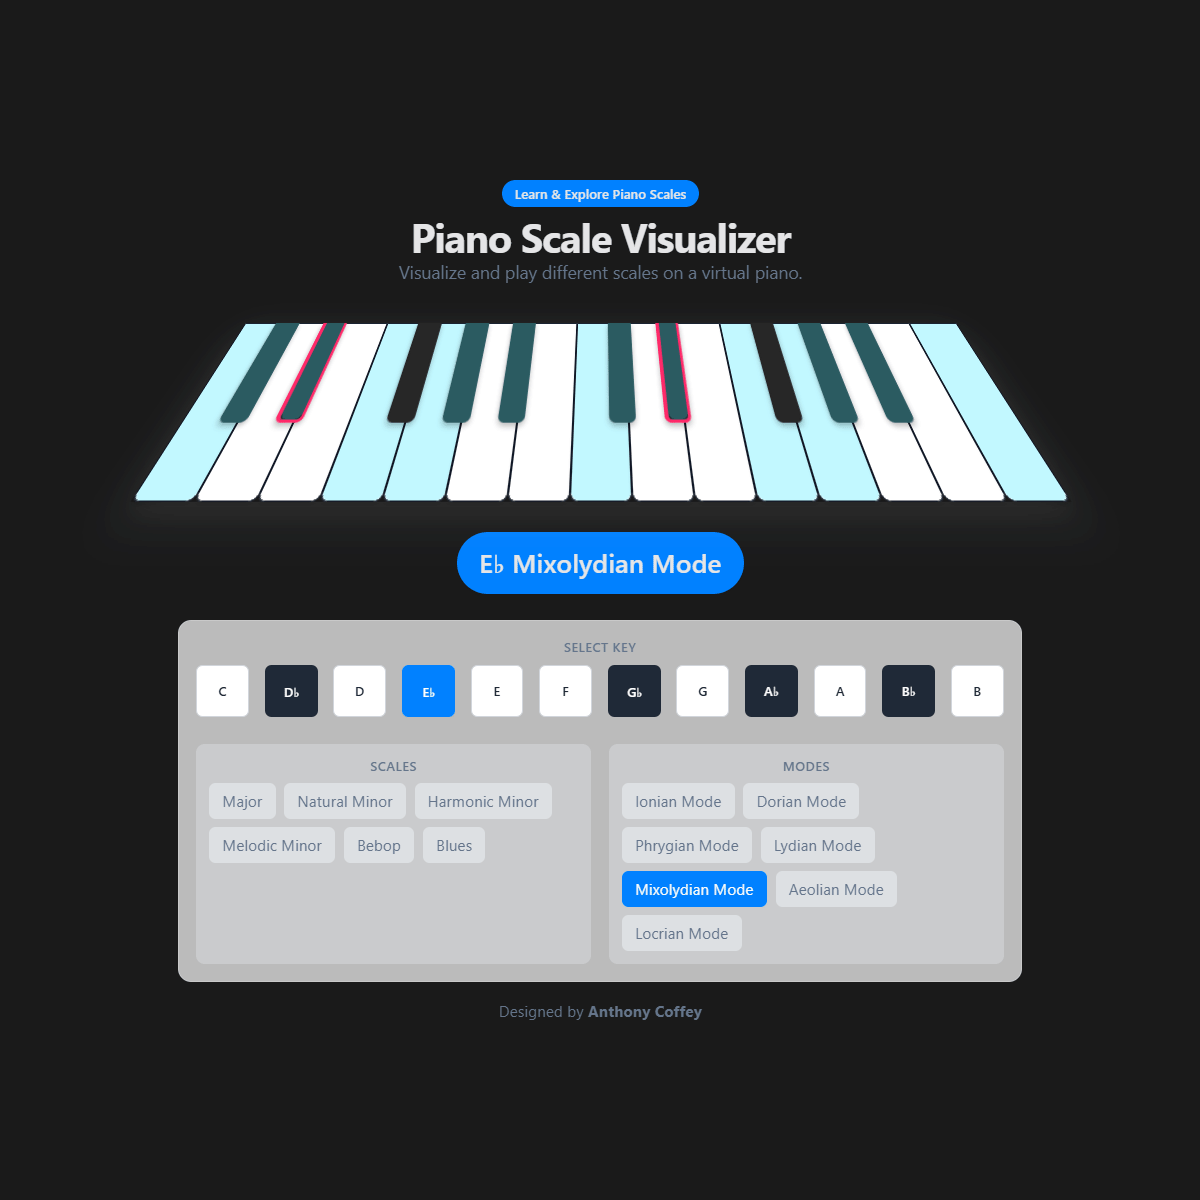 Learn & Explore Piano Scales
Piano Scale Visualizer
Visualize and play different scales on a virtual piano.
E♭ Mixolydian Mode
SELECT KEY
C D♭ D E♭ E F G♭ G A♭ A B♭ B
SCALES
Major Natural Minor Harmonic Minor
Melodic Minor Bebop Blues
MODES
Ionian Mode Dorian Mode
Phrygian Mode Lydian Mode
Mixolydian Mode Aeolian Mode
Locrian Mode
Designed by Anthony Coffey